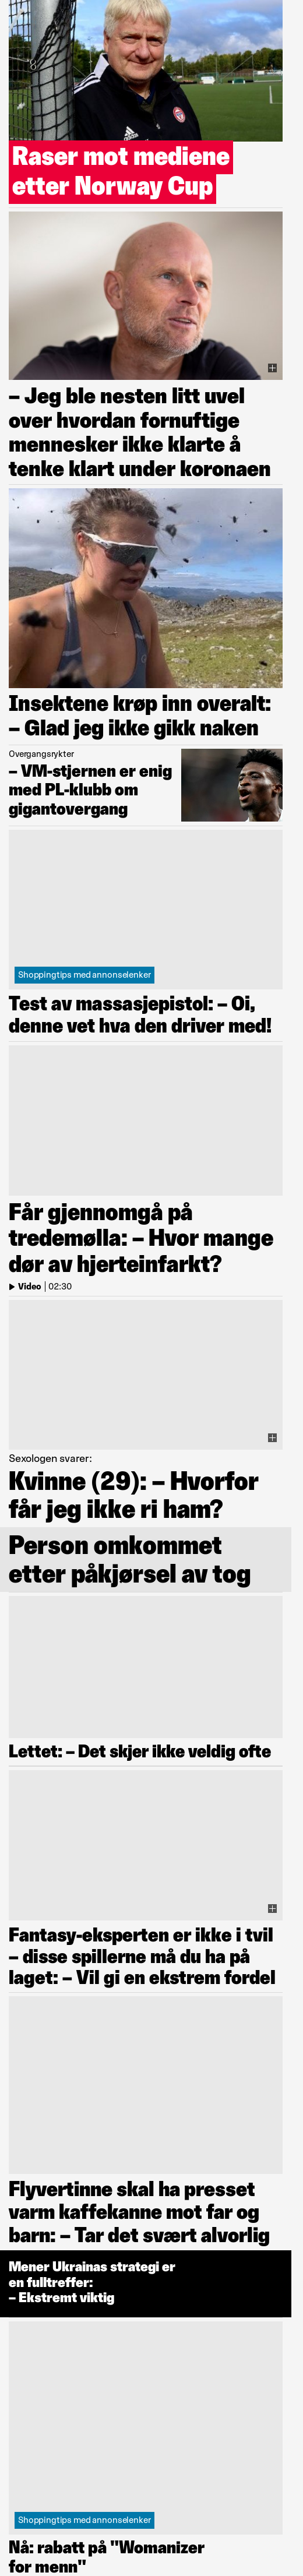 Raser mot mediene
etter Norway Cup
– Jeg ble nesten litt uvel
over hvordan fornuftige
mennesker ikke klarte å
tenke klart under koronaen
Insektene krøp inn overalt:
– Glad jeg ikke gikk naken
Overgangsrykter
– VM-stjernen er enig
med PL-klubb om
gigantovergang
Shoppingtips med annonselenker
Test av massasjepistol: – Oi,
denne vet hva den driver med!
Får gjennomgå på
tredemølla: – Hvor mange
dør av hjerteinfarkt?
Video | 02:30
Sexologen svarer:
Kvinne (29): – Hvorfor
får jeg ikke ri ham?
Person omkommet
etter påkjørsel av tog
Lettet: – Det skjer ikke veldig ofte
Fantasy-eksperten er ikke i tvil
– disse spillerne må du ha på
laget: – Vil gi en ekstrem fordel
Flyvertinne skal ha presset
varm kaffekanne mot far og
barn: – Tar det svært alvorlig
Mener Ukrainas strategi er
en fulltreffer:
– Ekstremt viktig
Shoppingtips med annonselenker
Nå: rabatt på "Womanizer
for menn"